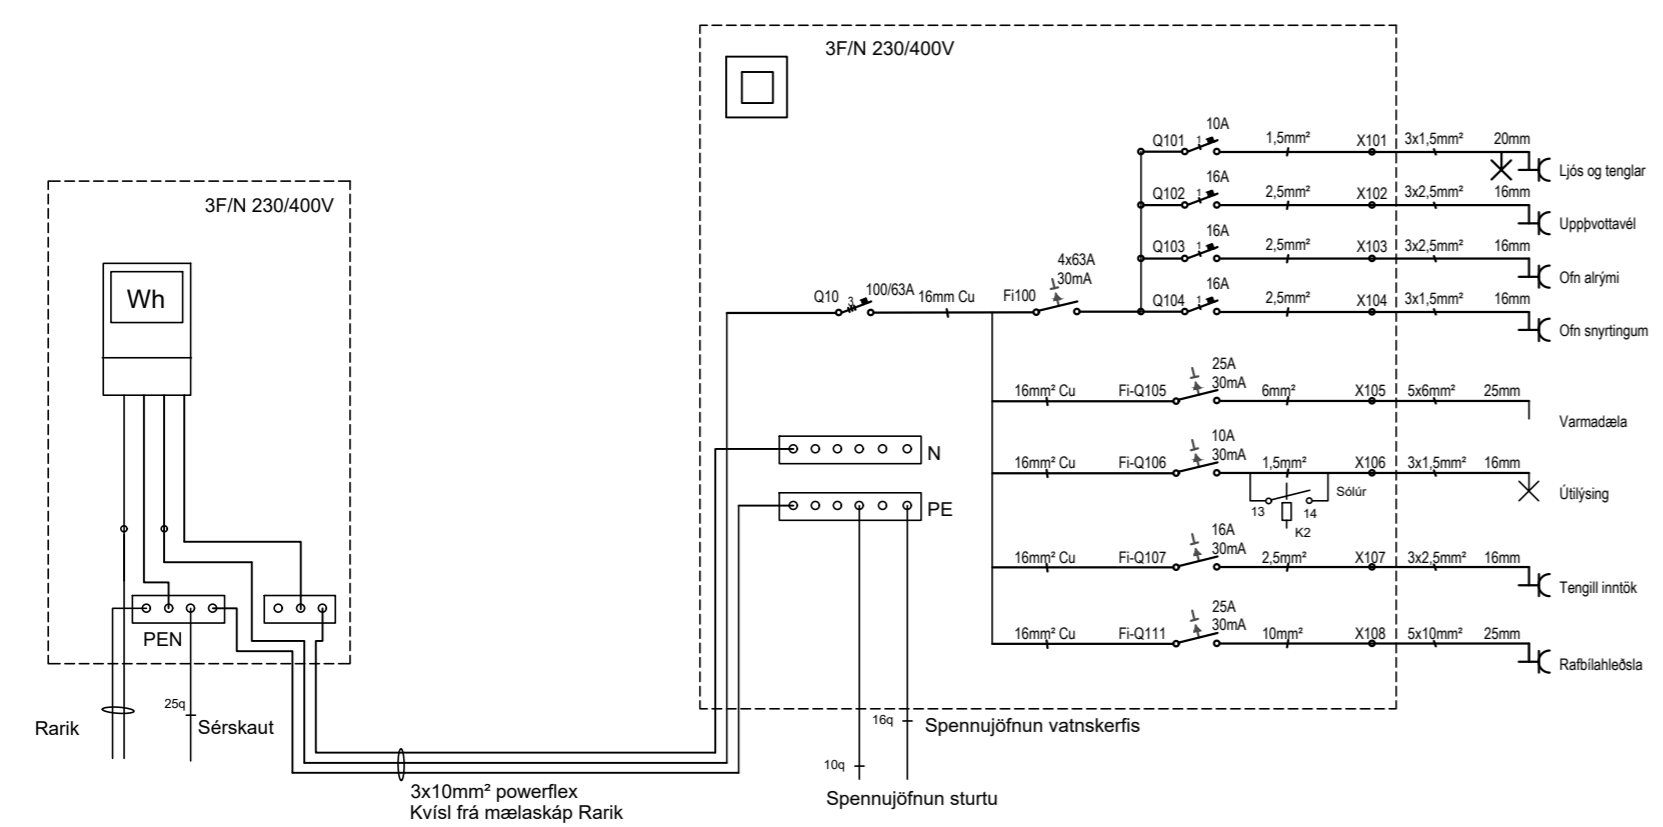 3F/N 230/400V
Wh
PEN
25q
Rarik
Sérskaut
3x10mm² powerflex
Kvísl frá mælaskáp Rarik
3F/N 230/400V
Q10 3 100/63A 16mm Cu Fi100 4x63A 30mA
Q101 1 10A 1,5mm² X101 3x1,5mm² 20mm Ljós og tenglar
Q102 1 16A 2,5mm² X102 3x2,5mm² 16mm Uppþvottavél
Q103 1 16A 2,5mm² X103 3x2,5mm² 16mm Ofn alrými
Q104 1 16A 2,5mm² X104 3x1,5mm² 16mm Ofn snyrtingum
16mm² Cu Fi-Q105 25A 30mA 6mm² X105 5x6mm² 25mm Varmadæla
16mm² Cu Fi-Q106 10A 30mA 1,5mm² X106 3x1,5mm² 16mm Útilýsing
Sólúr
13 14
K2
16mm² Cu Fi-Q107 16A 30mA 2,5mm² X107 3x2,5mm² 16mm Tengill inntök
16mm² Cu Fi-Q111 25A 30mA 10mm² X108 5x10mm² 25mm Rafbílahleðsla
N
PE
16q
Spennujöfnun vatnskerfis
10q
Spennujöfnun sturtu